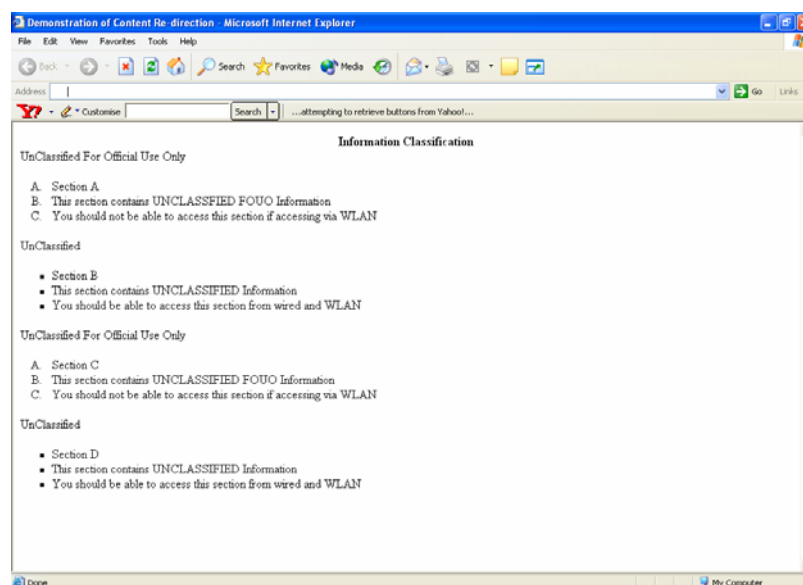 Demonstration of Content Re-direction - Microsoft Internet Explorer
File Edit View Favorites Tools Help
Back Search Favorites Media
Address Go Links
Y7 Customise Search ...attempting to retrieve buttons from Yahoo!...
Information Classification
UnClassified For Official Use Only
A. Section A
B. This section contains UNCLASSFIED FOUO Information
C. You should not be able to access this section if accessing via WLAN
UnClassified
▪ Section B
▪ This section contains UNCLASSIFIED Information
▪ You should be able to access this section from wired and WLAN
UnClassified For Official Use Only
A. Section C
B. This section contains UNCLASSIFIED FOUO Information
C. You should not be able to access this section if accessing via WLAN
UnClassified
▪ Section D
▪ This section contains UNCLASSIFIED Information
▪ You should be able to access this section from wired and WLAN
Done My Computer